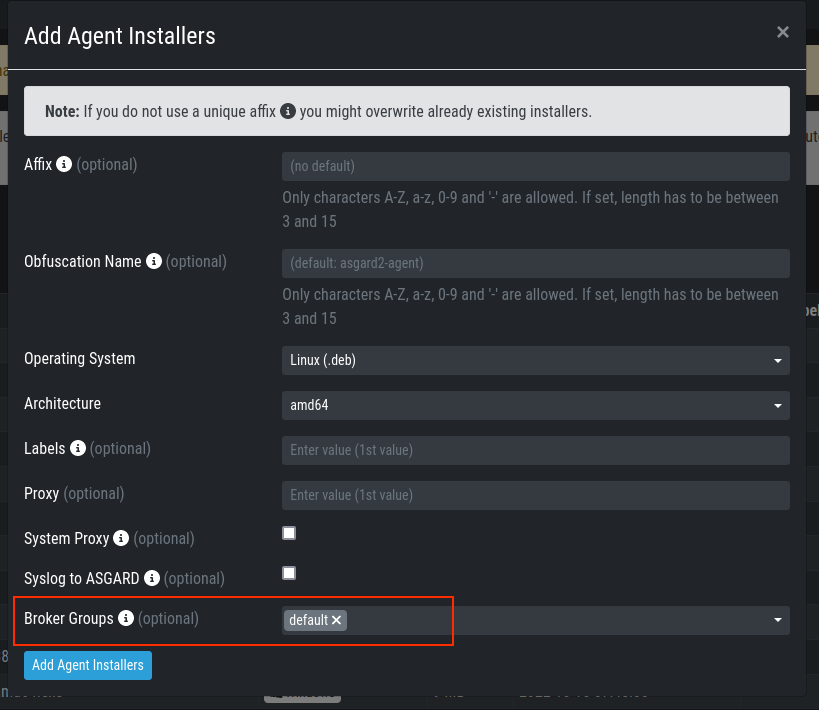 Add Agent Installers ×
Note: If you do not use a unique affix i you might overwrite already existing installers.
Affix i (optional) (no default)
Only characters A-Z, a-z, 0-9 and '-' are allowed. If set, length has to be between
3 and 15
Obfuscation Name i (optional) (default: asgard2-agent)
Only characters A-Z, a-z, 0-9 and '-' are allowed. If set, length has to be between
3 and 15
Operating System Linux (.deb)
Architecture amd64
Labels i (optional) Enter value (1st value)
Proxy (optional) Enter value (1st value)
System Proxy i (optional)
Syslog to ASGARD i (optional)
Broker Groups i (optional) default ×
Add Agent Installers